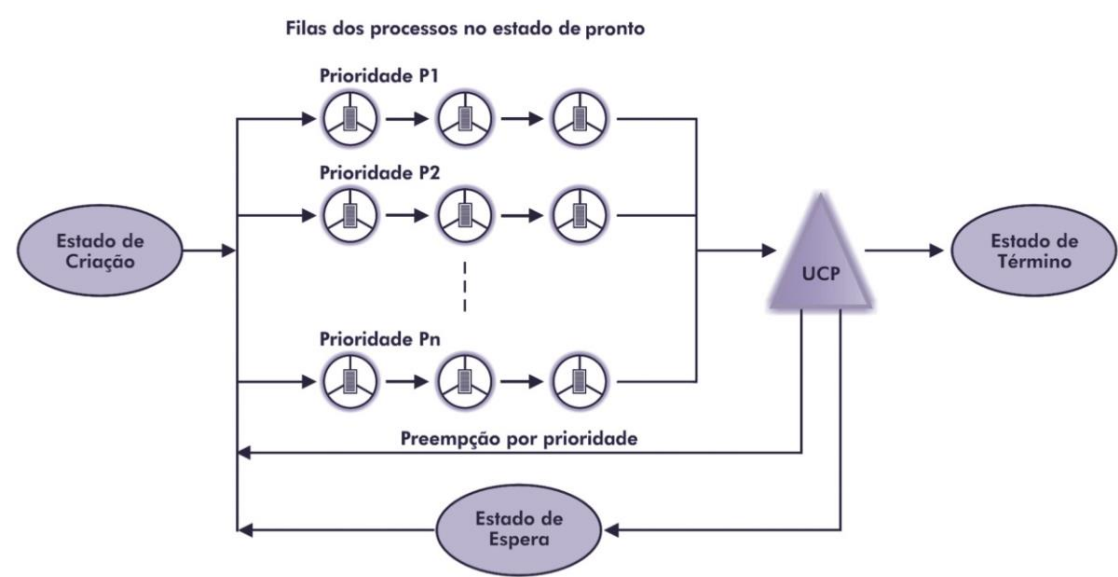 Filas dos processos no estado de pronto
Prioridade P1
Prioridade P2
Estado de
Criação
UCP
Estado de
Término
Prioridade Pn
Preempção por prioridade
Estado de
Espera